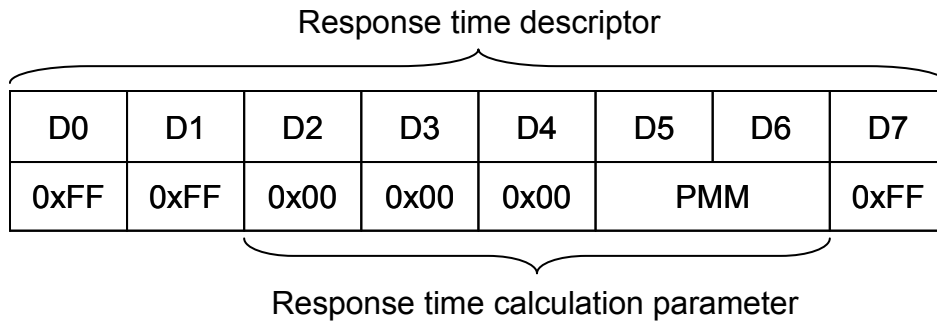 Response time descriptor
D0 D1 D2 D3 D4 D5 D6 D7
0xFF 0xFF 0x00 0x00 0x00 PMM 0xFF
Response time calculation parameter